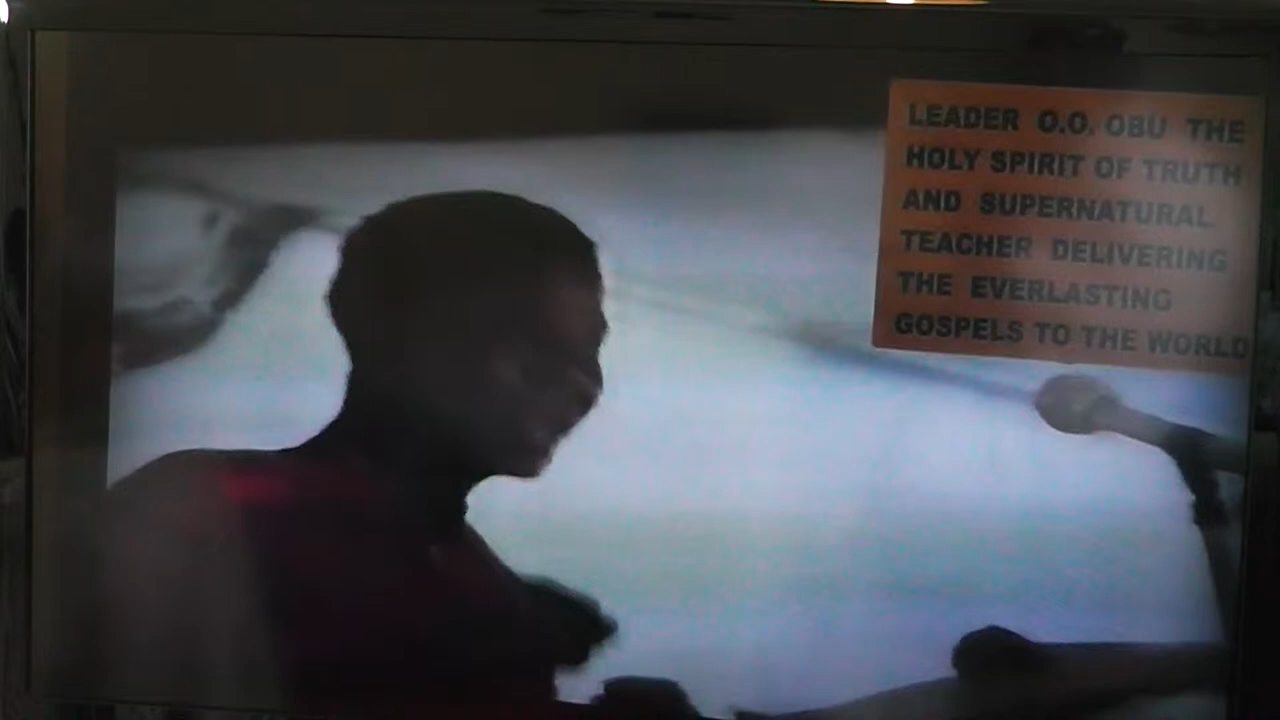 LEADER O.O. OBU THE
HOLY SPIRIT OF TRUTH
AND SUPERNATURAL
TEACHER DELIVERING
THE EVERLASTING
GOSPELS TO THE WORLD